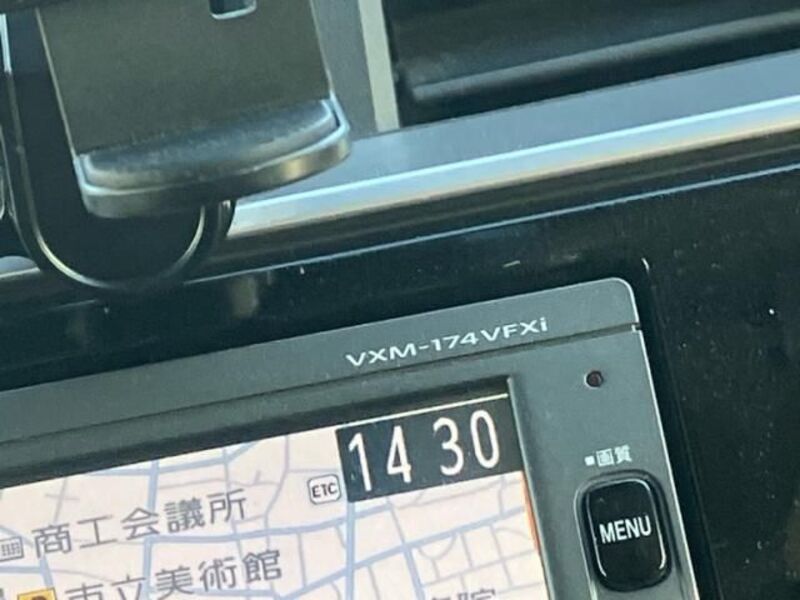 VXM-174VFXi
14 30
ETC
■画質
MENU
商工会議所
P
市立美術館